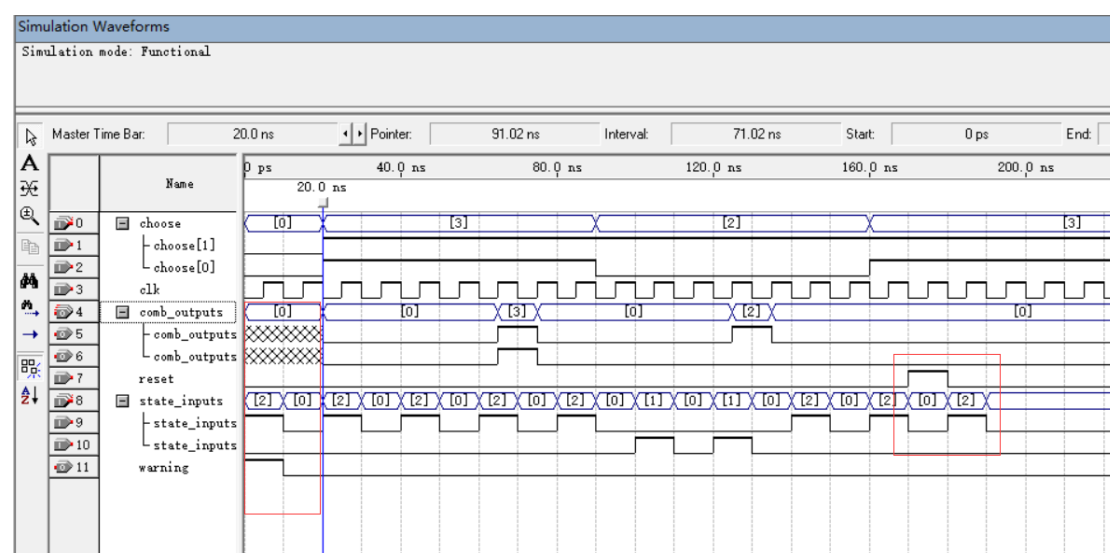 Simulation Waveforms
Simulation mode: Functional
Master Time Bar: 20.0 ns Pointer: 91.02 ns Interval: 71.02 ns Start: 0 ps End:
Name 0 ps 40.0 ns 80.0 ns 120.0 ns 160.0 ns 200.0 ns
20.0 ns
0 choose [0] [3] [2] [3]
1 choose[1]
2 choose[0]
3 clk
4 comb_outputs [0] [0] [3] [0] [2] [0]
5 comb_outputs
6 comb_outputs
7 reset
8 state_inputs [2] [0] [2] [0] [2] [0] [2] [0] [2] [0] [1] [0] [1] [0] [2] [0] [2] [0] [2]
9 state_inputs
10 state_inputs
11 warning